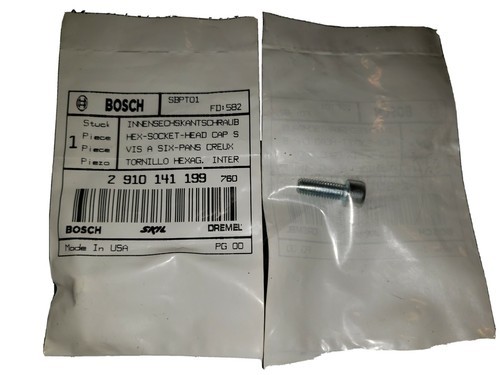 BOSCH SBPT01
FD:582
Stuck INNENSECHSKANTSCHRAUB
1 Piece HEX-SOCKET-HEAD CAP S
Piece VIS A SIX-PANS CREUX
Piezo TORNILLO HEXAG. INTER
2 910 141 199 760
BOSCH SKIL DREMEL
Made In USA PG 00